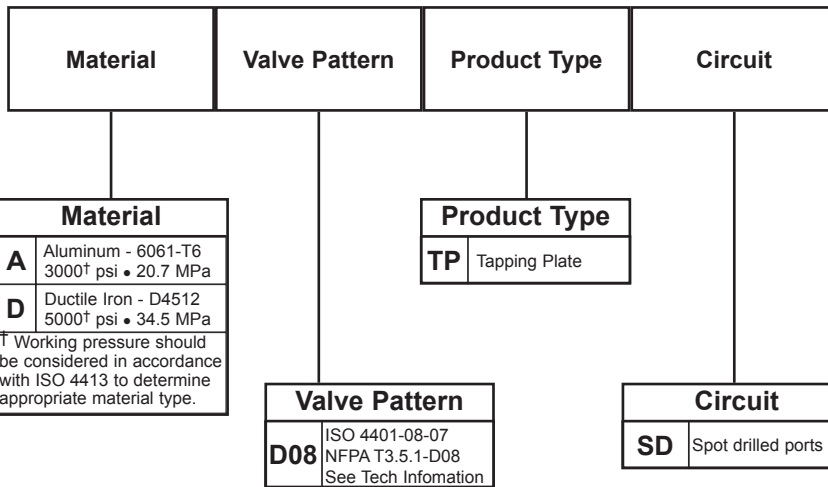 Material
Valve Pattern
Product Type
Circuit
Material
A
Aluminum - 6061-T6
3000† psi • 20.7 MPa
D
Ductile Iron - D4512
5000† psi • 34.5 MPa
† Working pressure should
be considered in accordance
with ISO 4413 to determine
appropriate material type.
Product Type
TP
Tapping Plate
Valve Pattern
D08
ISO 4401-08-07
NFPA T3.5.1-D08
See Tech Infomation
Circuit
SD
Spot drilled ports